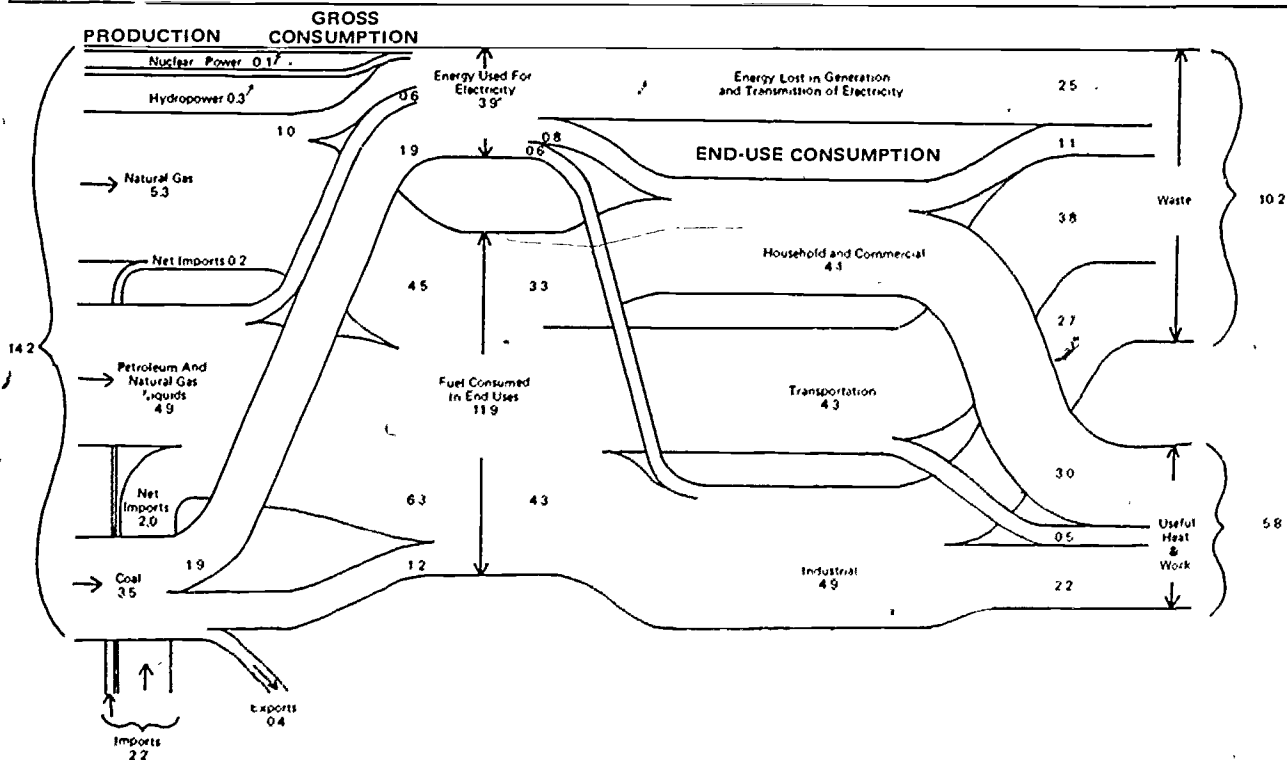 PRODUCTION
GROSS
CONSUMPTION
Nuclear Power 0.1
Hydropower 0.3
1.0
Natural Gas
5.3
Net Imports 0.2
14.2
Petroleum And
Natural Gas
Liquids
4.9
Net
Imports
2.0
Coal
3.5
1.9
Imports
2.2
Exports
0.4
0.6
1.9
Energy Used For
Electricity
3.9
0.8
0.6
4.5
3.3
Fuel Consumed
In End Uses
11.9
6.3
4.3
1.2
Energy Lost in Generation
and Transmission of Electricity
2.5
END-USE CONSUMPTION
1.1
Household and Commercial
Transportation
4.3
Industrial
4.9
3.8
2.7
3.0
0.5
2.2
Waste
10.2
Useful
Heat
&
Work
5.8